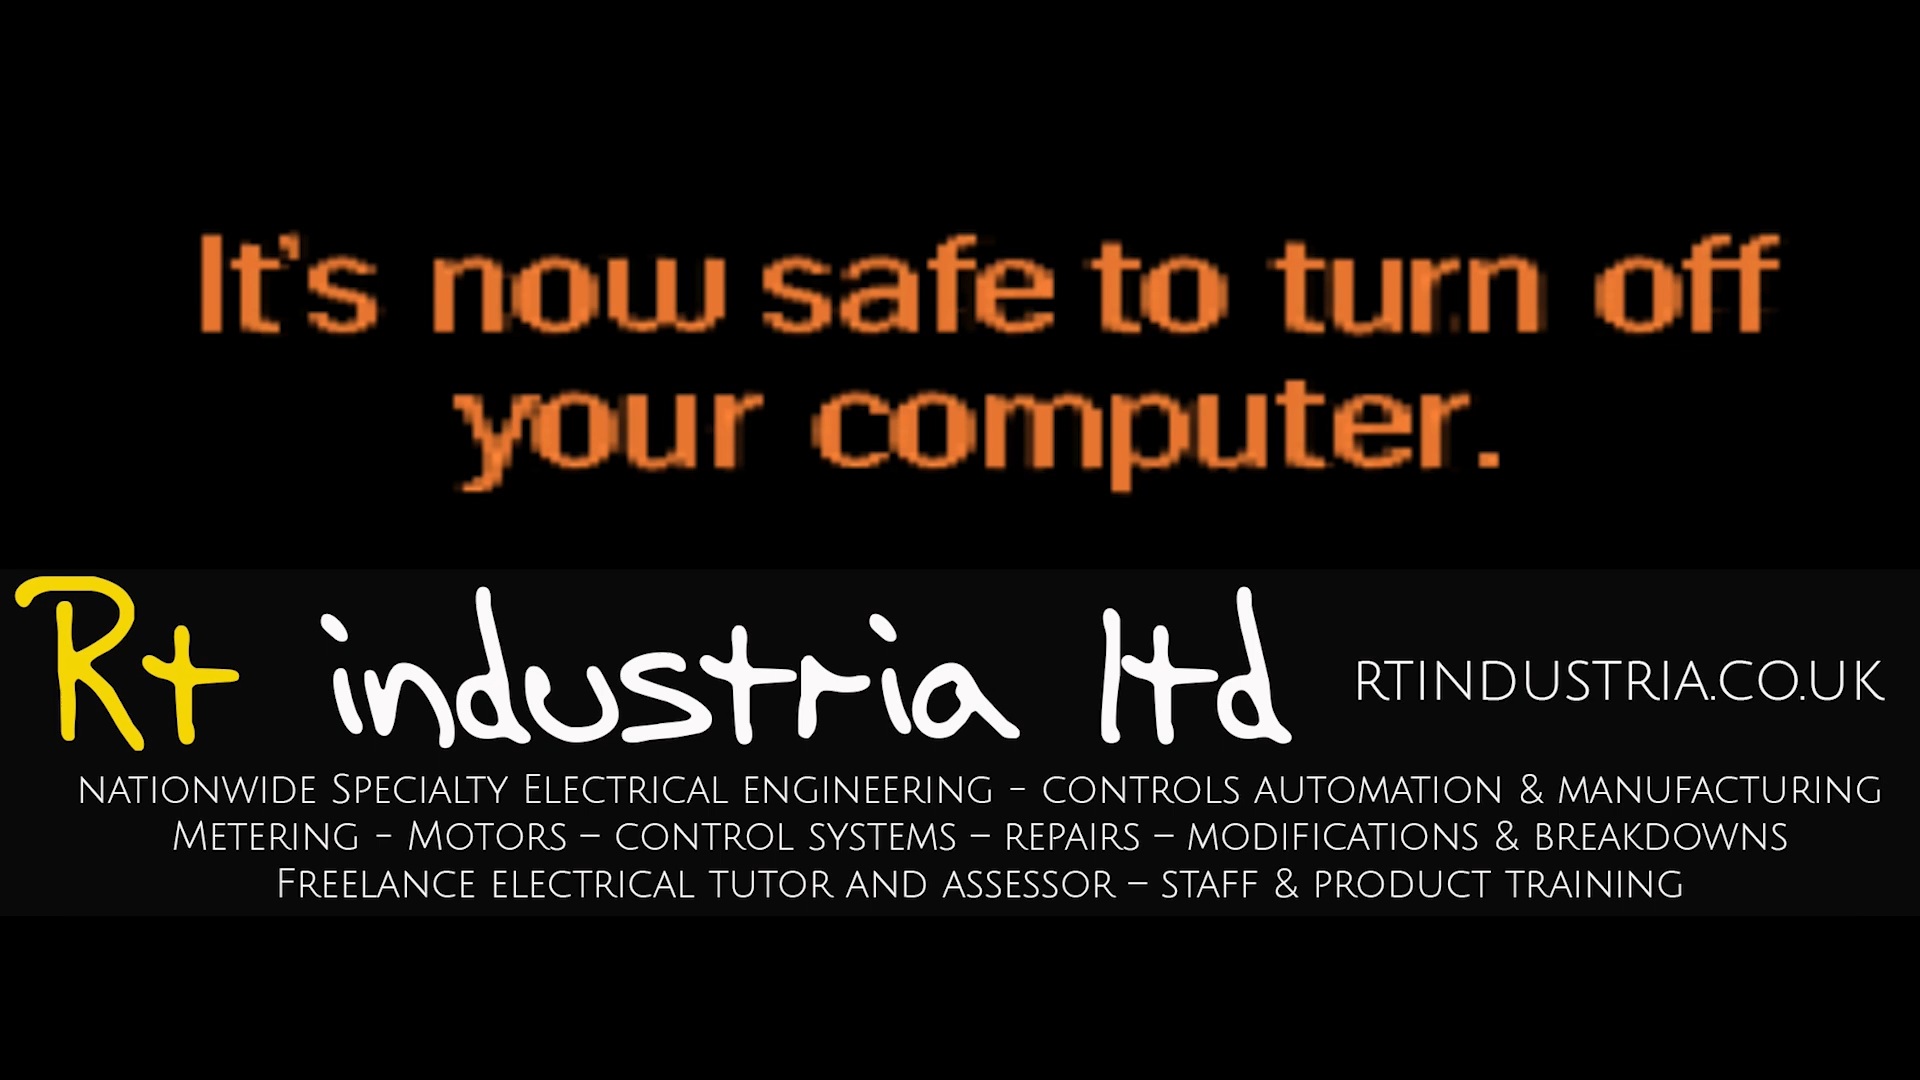 It's now safe to turn off
your computer.
Rt industria ltd
RTINDUSTRIA.CO.UK
NATIONWIDE SPECIALTY ELECTRICAL ENGINEERING - CONTROLS AUTOMATION & MANUFACTURING
METERING - MOTORS – CONTROL SYSTEMS – REPAIRS – MODIFICATIONS & BREAKDOWNS
FREELANCE ELECTRICAL TUTOR AND ASSESSOR – STAFF & PRODUCT TRAINING